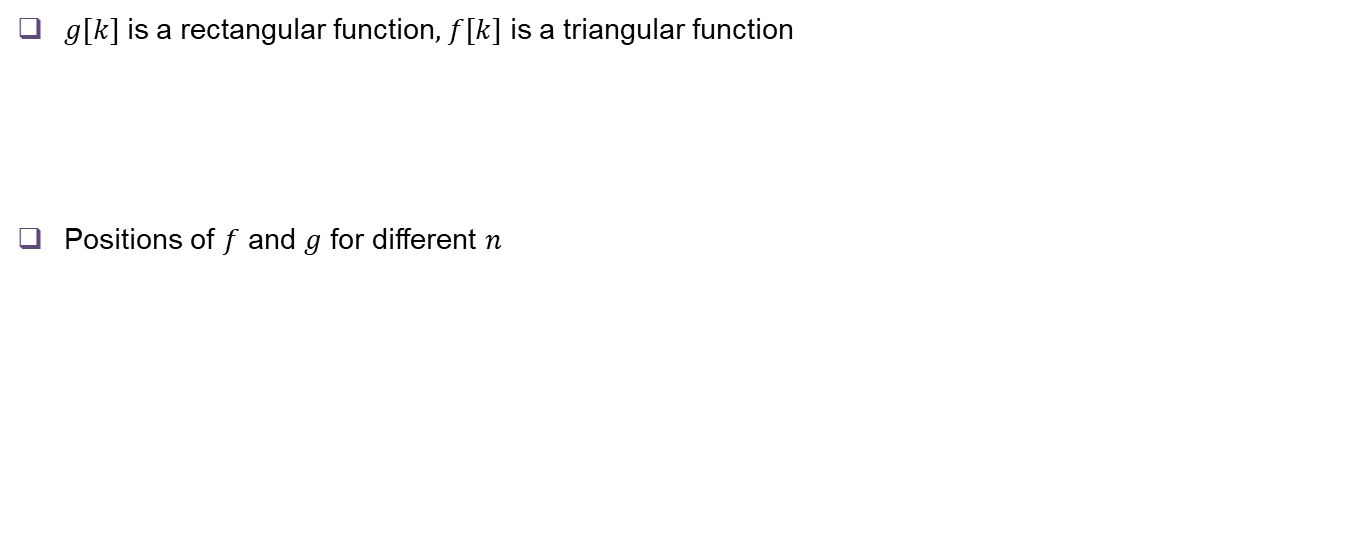 ❑ g[k] is a rectangular function, f[k] is a triangular function
❑ Positions of f and g for different n